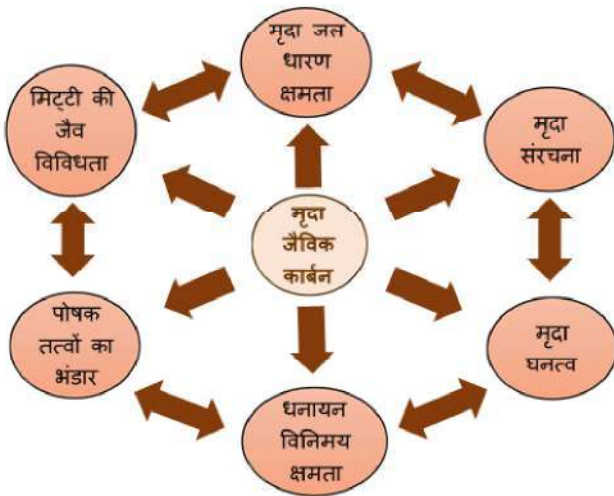 मृदा जल
धारण
क्षमता
मिट्टी की
जैव
विविधता
मृदा
संरचना
मृदा
जैविक
कार्बन
पोषक
तत्वों का
भंडार
मृदा
घनत्व
धनायन
विनिमय
क्षमता